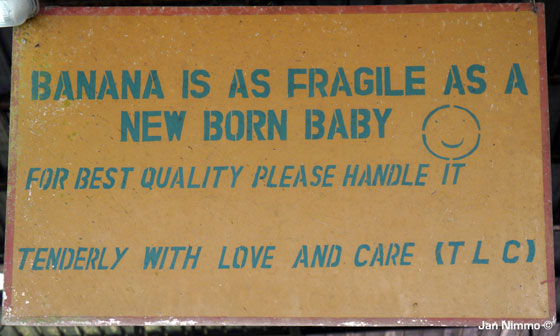 BANANA IS AS FRAGILE AS A
NEW BORN BABY
FOR BEST QUALITY PLEASE HANDLE IT
TENDERLY WITH LOVE AND CARE (T L C)
Jan Nimmo ©